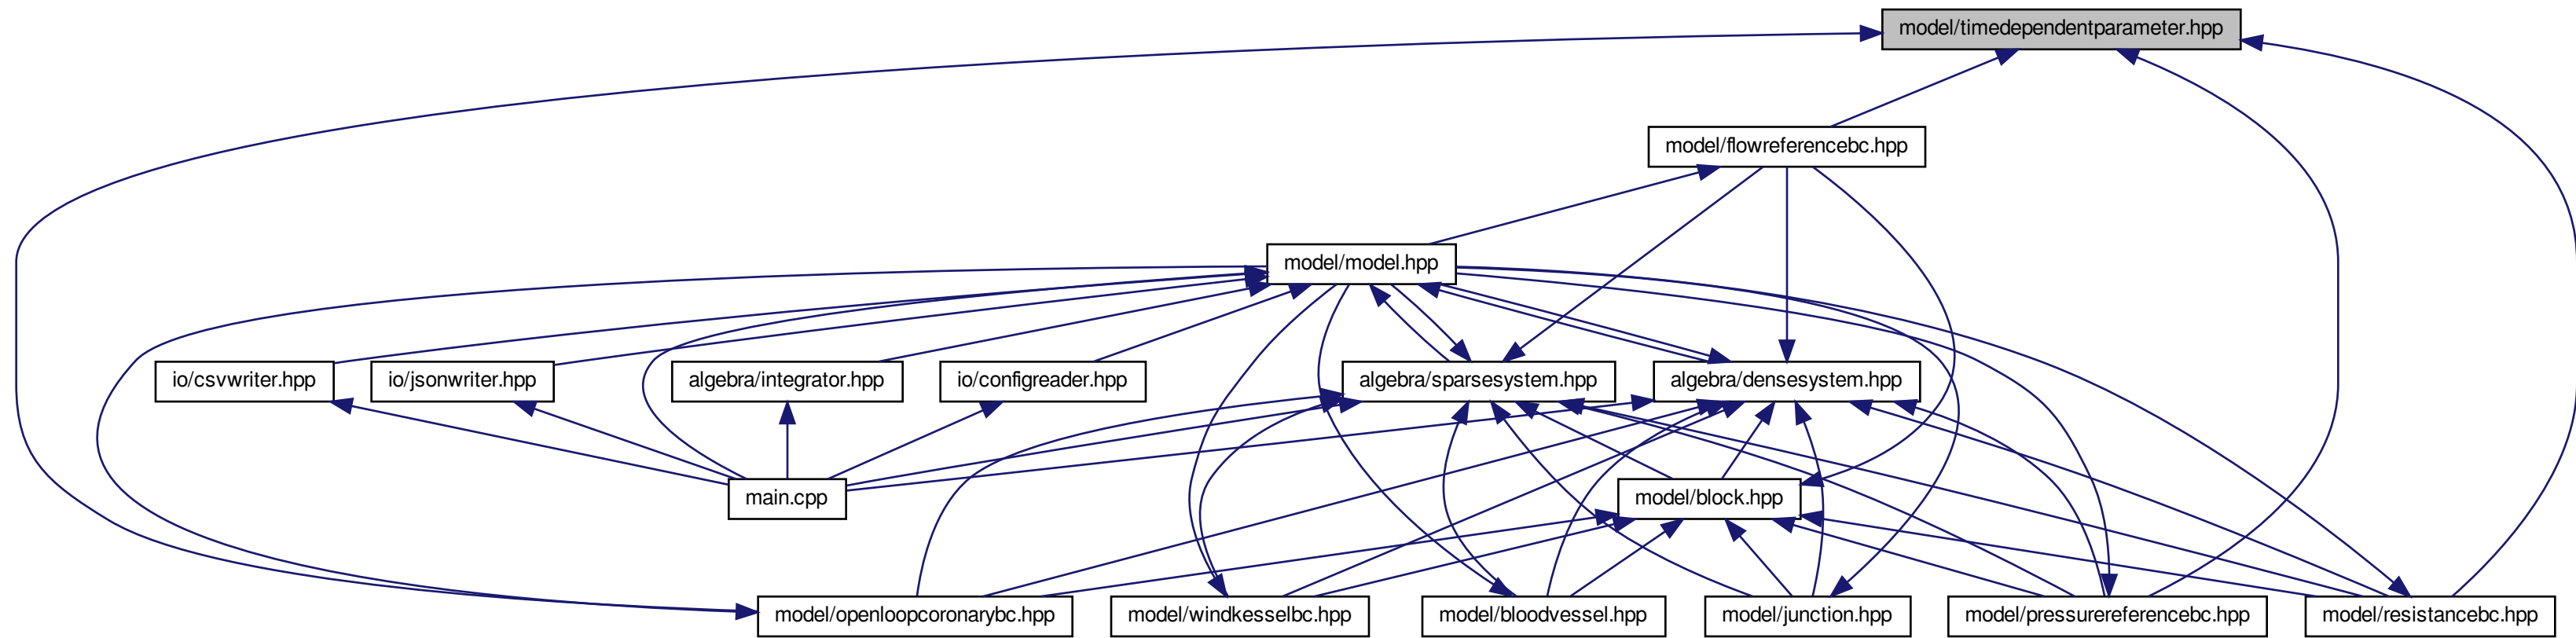 model/timedependentparameter.hpp
model/flowreferencebc.hpp
model/model.hpp
io/csvwriter.hpp
io/jsonwriter.hpp
algebra/integrator.hpp
io/configreader.hpp
algebra/sparsesystem.hpp
algebra/densesystem.hpp
main.cpp
model/block.hpp
model/openloopcoronarybc.hpp
model/windkesselbc.hpp
model/bloodvessel.hpp
model/junction.hpp
model/pressurereferencebc.hpp
model/resistancebc.hpp